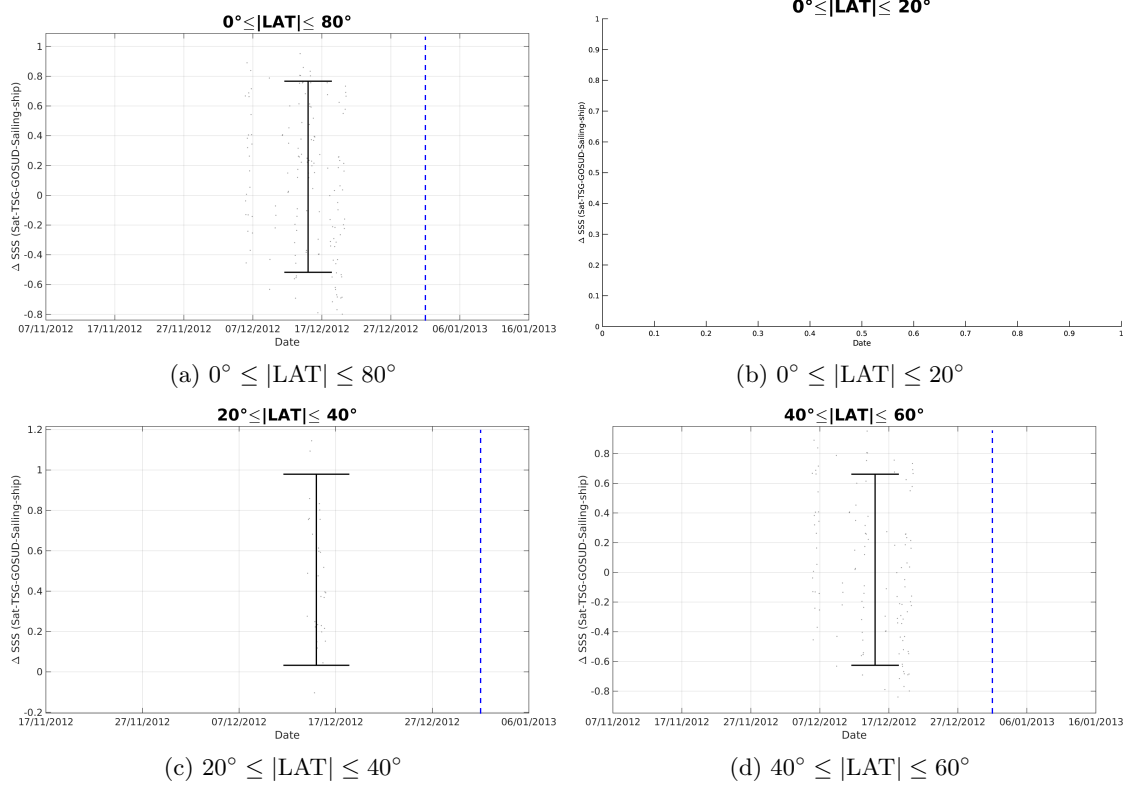 0°≤|LAT|≤ 80°
Δ SSS (Sat-TSG-GOSUD-Sailing-ship)
1
0.8
0.6
0.4
0.2
0
-0.2
-0.4
-0.6
-0.8
07/11/2012 17/11/2012 27/11/2012 07/12/2012 17/12/2012 27/12/2012 06/01/2013 16/01/2013
Date
(a) 0° ≤ |LAT| ≤ 80°
0°≤|LAT|≤ 20°
Δ SSS (Sat-TSG-GOSUD-Sailing-ship)
1
0.9
0.8
0.7
0.6
0.5
0.4
0.3
0.2
0.1
0
0 0.1 0.2 0.3 0.4 0.5 0.6 0.7 0.8 0.9 1
Date
(b) 0° ≤ |LAT| ≤ 20°
20°≤|LAT|≤ 40°
Δ SSS (Sat-TSG-GOSUD-Sailing-ship)
1.2
1
0.8
0.6
0.4
0.2
0
-0.2
17/11/2012 27/11/2012 07/12/2012 17/12/2012 27/12/2012 06/01/2013
Date
(c) 20° ≤ |LAT| ≤ 40°
40°≤|LAT|≤ 60°
Δ SSS (Sat-TSG-GOSUD-Sailing-ship)
0.8
0.6
0.4
0.2
0
-0.2
-0.4
-0.6
-0.8
07/11/2012 17/11/2012 27/11/2012 07/12/2012 17/12/2012 27/12/2012 06/01/2013 16/01/2013
Date
(d) 40° ≤ |LAT| ≤ 60°